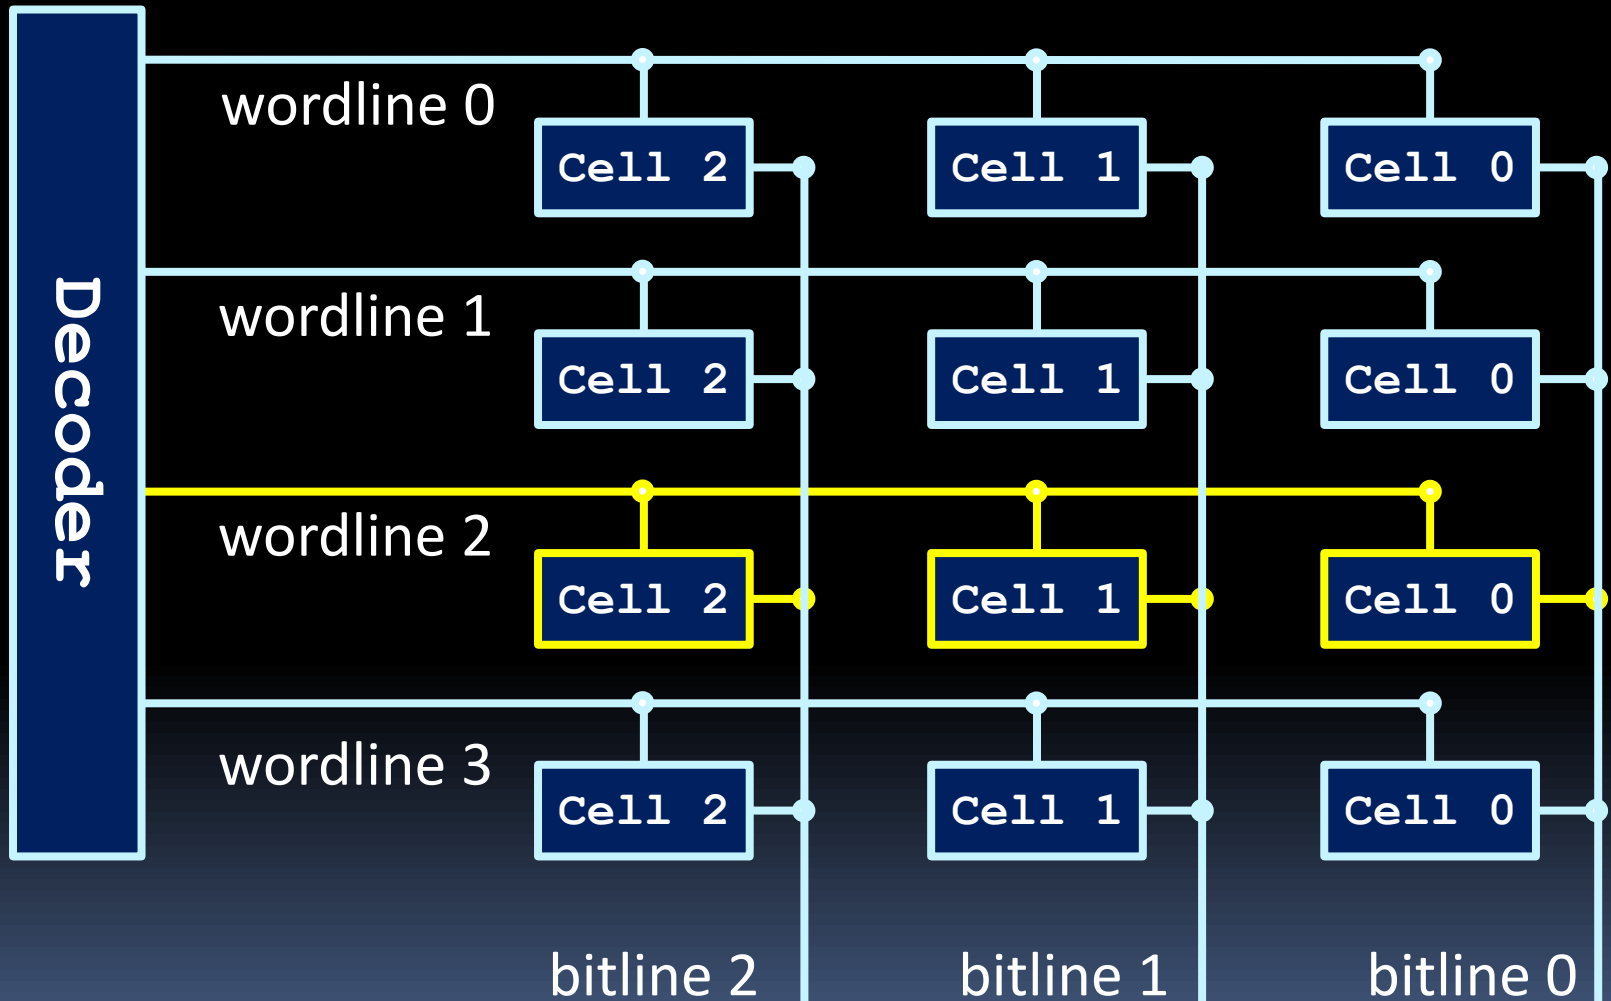 Decoder
wordline 0
Cell 2
Cell 1
Cell 0
wordline 1
Cell 2
Cell 1
Cell 0
wordline 2
Cell 2
Cell 1
Cell 0
wordline 3
Cell 2
Cell 1
Cell 0
bitline 2
bitline 1
bitline 0